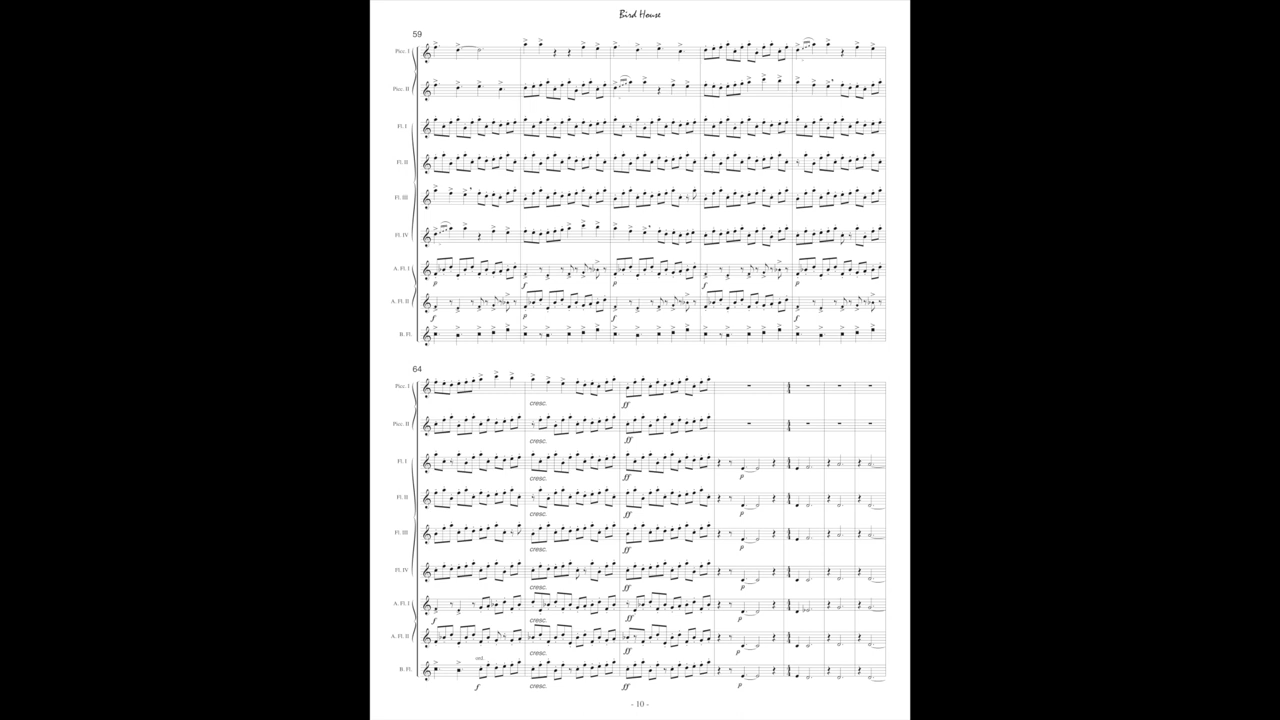 Bird House
59
Picc. I
Picc. II
Fl. I
Fl. II
Fl. III
Fl. IV
A. Fl. I
p f p f
A. Fl. II
f p f f
B. Fl.
64
Picc. I
cresc. ff
Picc. II
cresc. ff
Fl. I
cresc. ff p
Fl. II
cresc. ff p
Fl. III
cresc. ff p
Fl. IV
cresc. ff p
A. Fl. I
f cresc. ff p
A. Fl. II
cresc. ff p
ord.
B. Fl.
f cresc. ff p
- 10 -